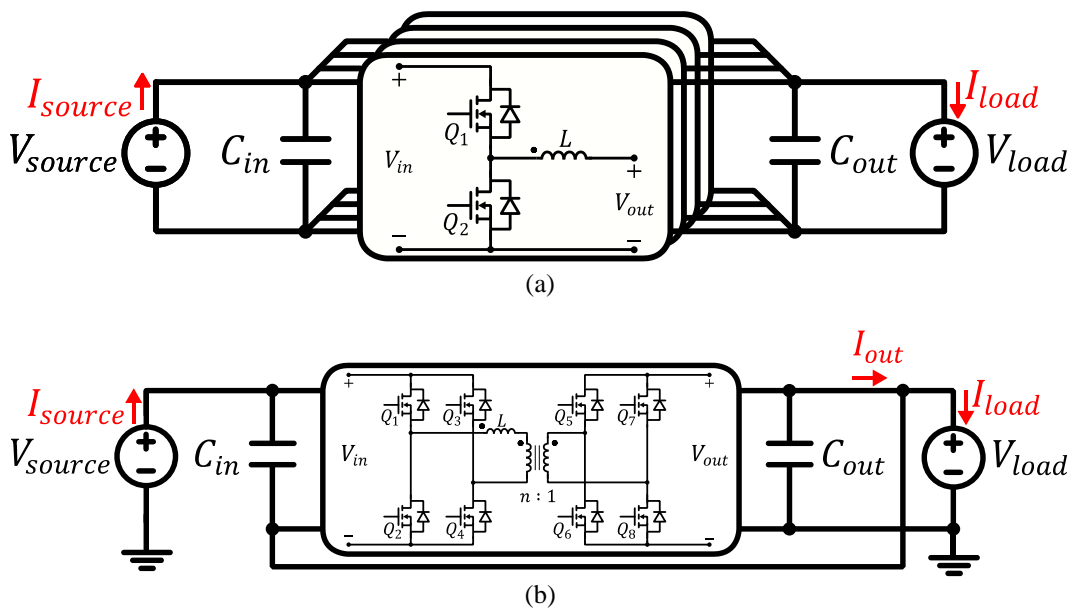 I_source
V_source
+
−
C_in
+
V_in
−
Q_1
Q_2
L
+
V_out
−
C_out
I_load
+
−
V_load
(a)
I_source
V_source
+
−
C_in
+
V_in
−
Q_1
Q_3
L
Q_2
Q_4
n : 1
Q_5
Q_7
Q_6
Q_8
+
V_out
−
C_out
I_out
I_load
+
−
V_load
(b)